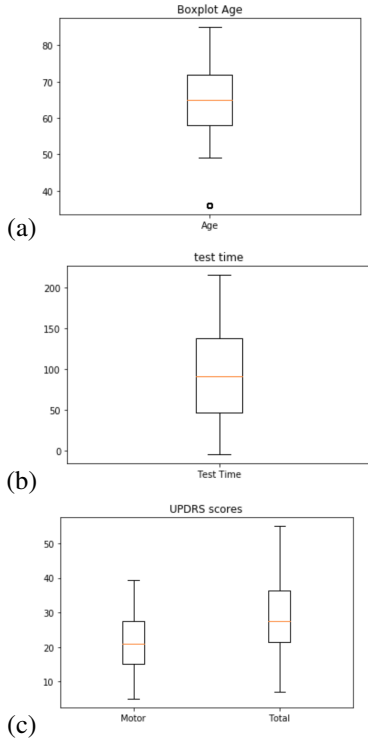 Boxplot Age
80
70
60
50
40
Age
(a)
test time
200
150
100
50
0
Test Time
(b)
UPDRS scores
50
40
30
20
10
Motor Total
(c)